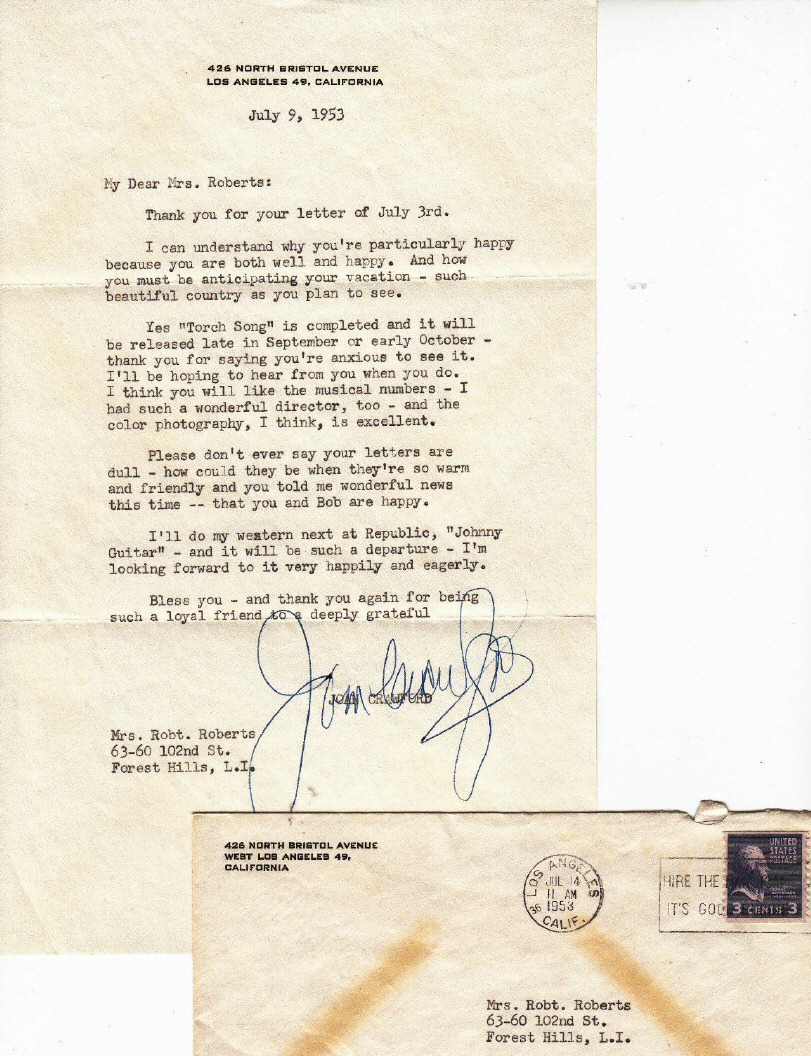 426 NORTH BRISTOL AVENUE
LOS ANGELES 49, CALIFORNIA
July 9, 1953
My Dear Mrs. Roberts:
Thank you for your letter of July 3rd.
I can understand why you're particularly happy
because you are both well and happy. And how
you must be anticipating your vacation - such
beautiful country as you plan to see.
Yes "Torch Song" is completed and it will
be released late in September or early October -
thank you for saying you're anxious to see it.
I'll be hoping to hear from you when you do.
I think you will like the musical numbers - I
had such a wonderful director, too - and the
color photography, I think, is excellent.
Please don't ever say your letters are
dull - how could they be when they're so warm
and friendly and you told me wonderful news
this time -- that you and Bob are happy.
I'll do my western next at Republic, "Johnny
Guitar" - and it will be such a departure - I'm
looking forward to it very happily and eagerly.
Bless you - and thank you again for being
such a loyal friend to a deeply grateful
Joan Crawford
JOAN CRAWFORD
Mrs. Robt. Roberts
63-60 102nd St.
Forest Hills, L.I.
426 NORTH BRISTOL AVENUE
WEST LOS ANGELES 49,
CALIFORNIA
LOS ANGELES
JUL 14
11 AM
1953
36 CALIF.
HIRE THE
IT'S GOO
UNITED
STATES
POSTAGE
3 CENTS 3
Mrs. Robt. Roberts
63-60 102nd St.
Forest Hills, L.I.